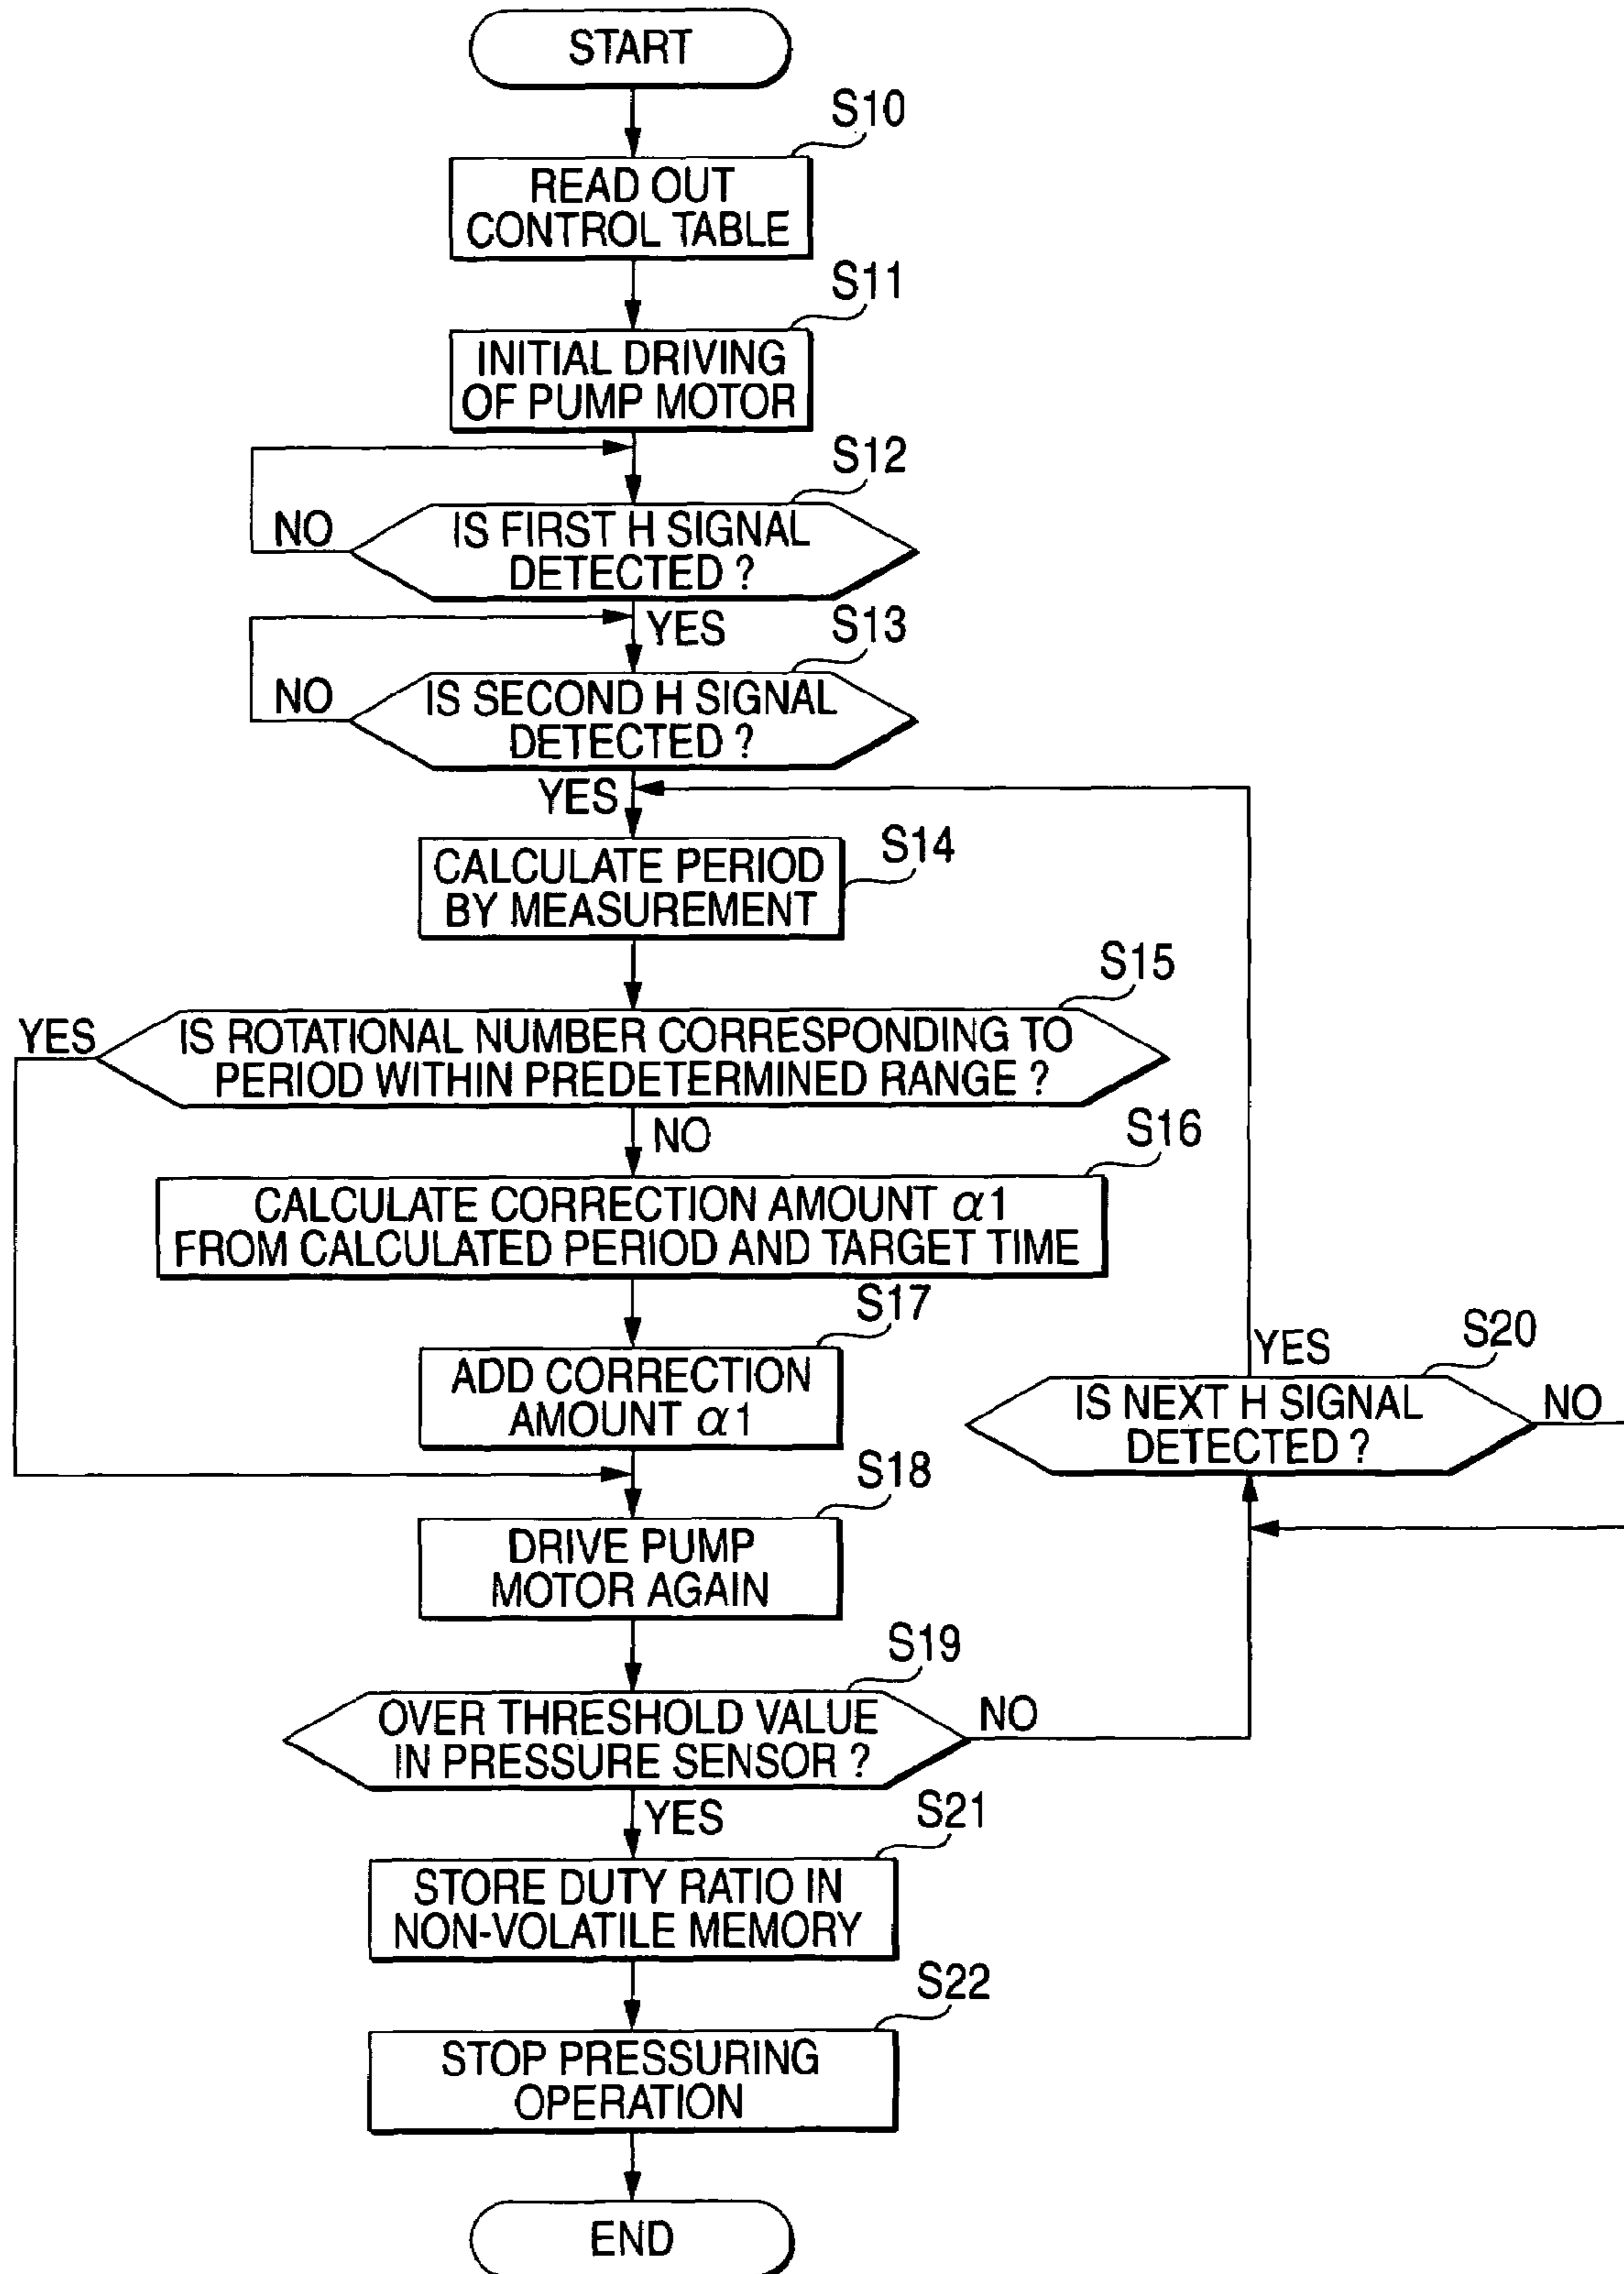 START
S10
READ OUT
CONTROL TABLE
S11
INITIAL DRIVING
OF PUMP MOTOR
S12
NO
IS FIRST H SIGNAL
DETECTED ?
YES
S13
NO
IS SECOND H SIGNAL
DETECTED ?
YES
S14
CALCULATE PERIOD
BY MEASUREMENT
S15
YES
IS ROTATIONAL NUMBER CORRESPONDING TO
PERIOD WITHIN PREDETERMINED RANGE ?
NO
S16
CALCULATE CORRECTION AMOUNT α1
FROM CALCULATED PERIOD AND TARGET TIME
S17
ADD CORRECTION
AMOUNT α1
YES
S20
IS NEXT H SIGNAL
DETECTED ?
NO
S18
DRIVE PUMP
MOTOR AGAIN
S19
OVER THRESHOLD VALUE
IN PRESSURE SENSOR ?
NO
YES
S21
STORE DUTY RATIO IN
NON-VOLATILE MEMORY
S22
STOP PRESSURING
OPERATION
END